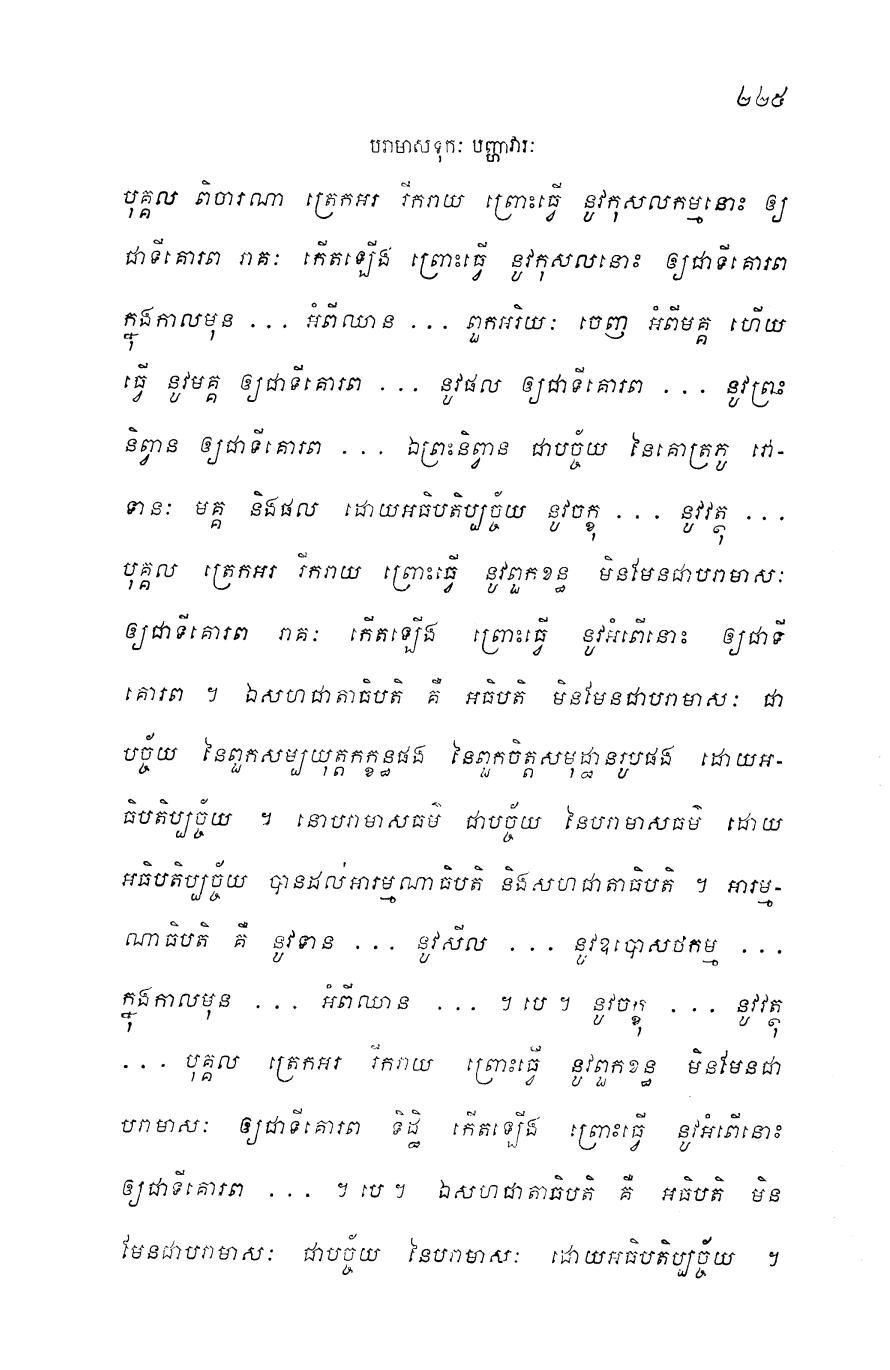 ២២៥
បរាមាសទុកៈ បញ្ហាវារៈ
បុគ្គល ពិចារណា ត្រេកអរ រីករាយ ព្រោះធ្វើ នូវកុសលកម្មនោះ ឲ្យ
ជាទីគោរព រាគៈ កើតឡើង ព្រោះធ្វើ នូវកុសលនោះ ឲ្យជាទីគោរព
ក្នុងកាលមុន ... អំពីឈាន ... ពួកអរិយៈ ចេញ អំពីមគ្គ ហើយ
ធ្វើ នូវមគ្គ ឲ្យជាទីគោរព ... នូវផល ឲ្យជាទីគោរព ... នូវព្រះ
និព្វាន ឲ្យជាទីគោរព ... ឯព្រះនិព្វាន ជាបច្ច័យ នៃគោត្រភូ វោ-
ទានៈ មគ្គ និងផល ដោយអធិបតិប្បច្ច័យ នូវចក្ខុ ... នូវវត្ថុ ...
បុគ្គល ត្រេកអរ រីករាយ ព្រោះធ្វើ នូវពួកខន្ធ មិនមែនជាបរាមាសៈ
ឲ្យជាទីគោរព រាគៈ កើតឡើង ព្រោះធ្វើ នូវអំពើនោះ ឲ្យជាទី
គោរព ។ ឯសហជាតាធិបតិ គឺ អធិបតិ មិនមែនជាបរាមាសៈ ជា
បច្ច័យ នៃពួកសម្បយុត្តកក្ខន្ធផង នៃពួកចិត្តសមុដ្ឋានរូបផង ដោយអ-
ធិបតិប្បច្ច័យ ។ នោបរាមាសធម៌ ជាបច្ច័យ នៃបរាមាសធម៌ ដោយ
អធិបតិប្បច្ច័យ បានដល់អារម្មណាធិបតិ និងសហជាតាធិបតិ ។ អារម្ម-
ណាធិបតិ គឺ នូវទាន ... នូវសីល ... នូវឧបោសថកម្ម ...
ក្នុងកាលមុន ... អំពីឈាន ... ។ បេ ។ នូវចក្ខុ ... នូវវត្ថុ
... បុគ្គល ត្រេកអរ រីករាយ ព្រោះធ្វើ នូវពួកខន្ធ មិនមែនជា
បរាមាសៈ ឲ្យជាទីគោរព ទិដ្ឋិ កើតឡើង ព្រោះធ្វើ នូវអំពើនោះ
ឲ្យជាទីគោរព ... ។ បេ ។ ឯសហជាតាធិបតិ គឺ អធិបតិ មិន
មែនជាបរាមាសៈ ជាបច្ច័យ នៃបរាមាសៈ ដោយអធិបតិប្បច្ច័យ ។